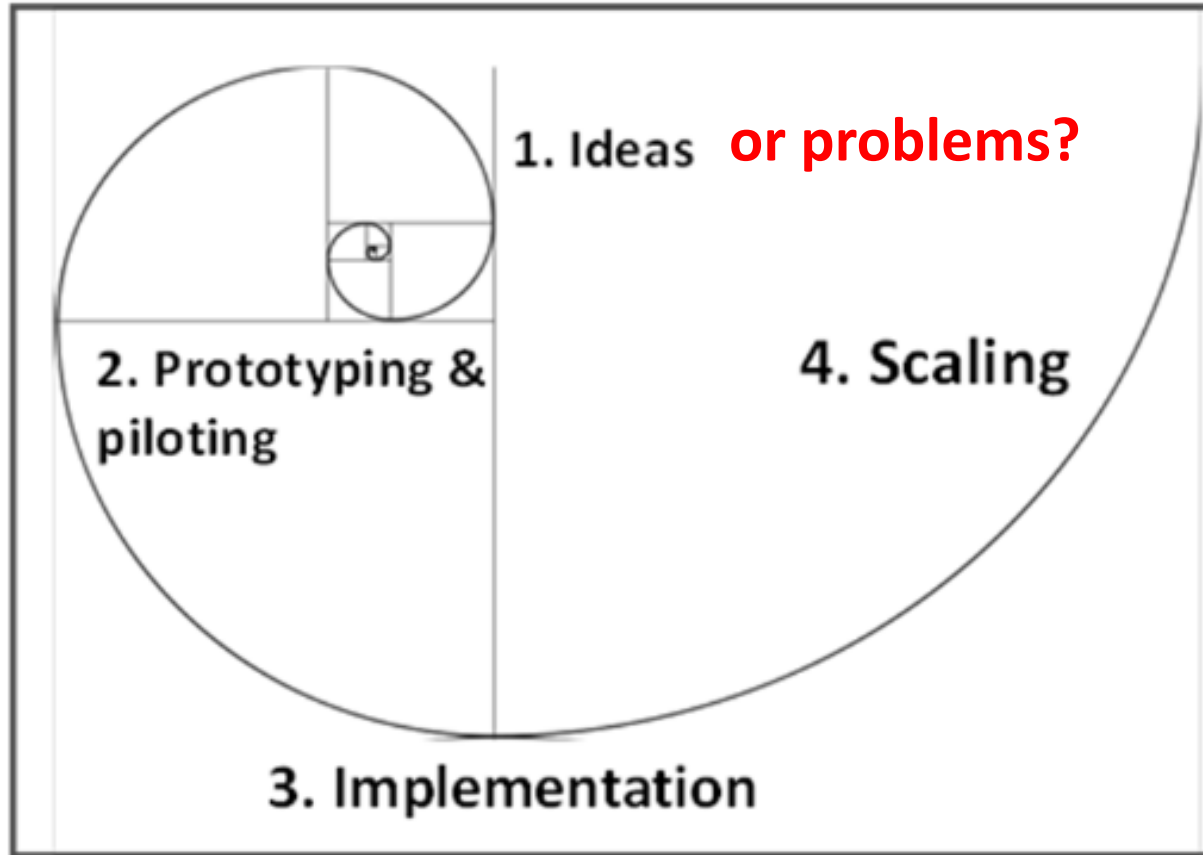 1. Ideas or problems?
2. Prototyping &
piloting
4. Scaling
3. Implementation